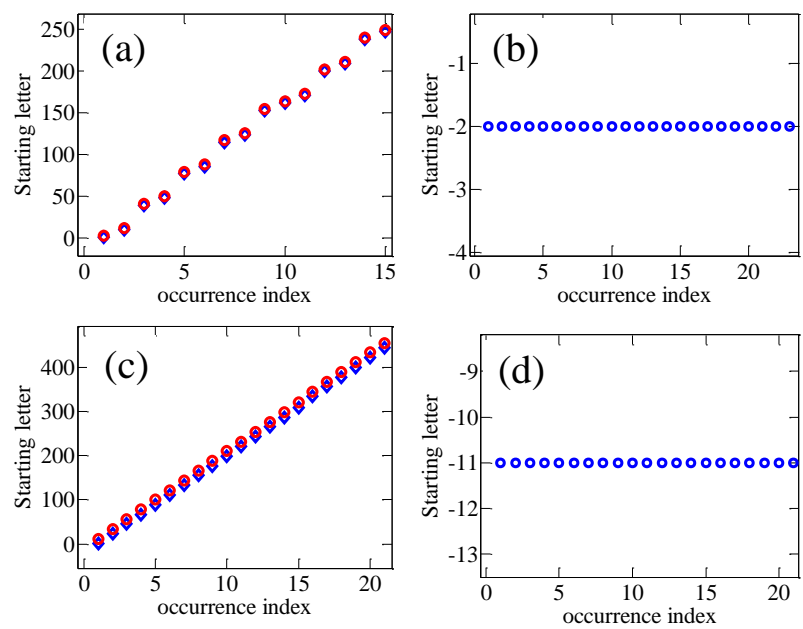 (a)
Starting letter
250
200
150
100
50
0
0 5 10 15
occurrence index
(b)
Starting letter
-1
-2
-3
-4
0 5 10 15 20
occurrence index
(c)
Starting letter
400
300
200
100
0
0 5 10 15 20
occurrence index
(d)
Starting letter
-9
-10
-11
-12
-13
0 5 10 15 20
occurrence index